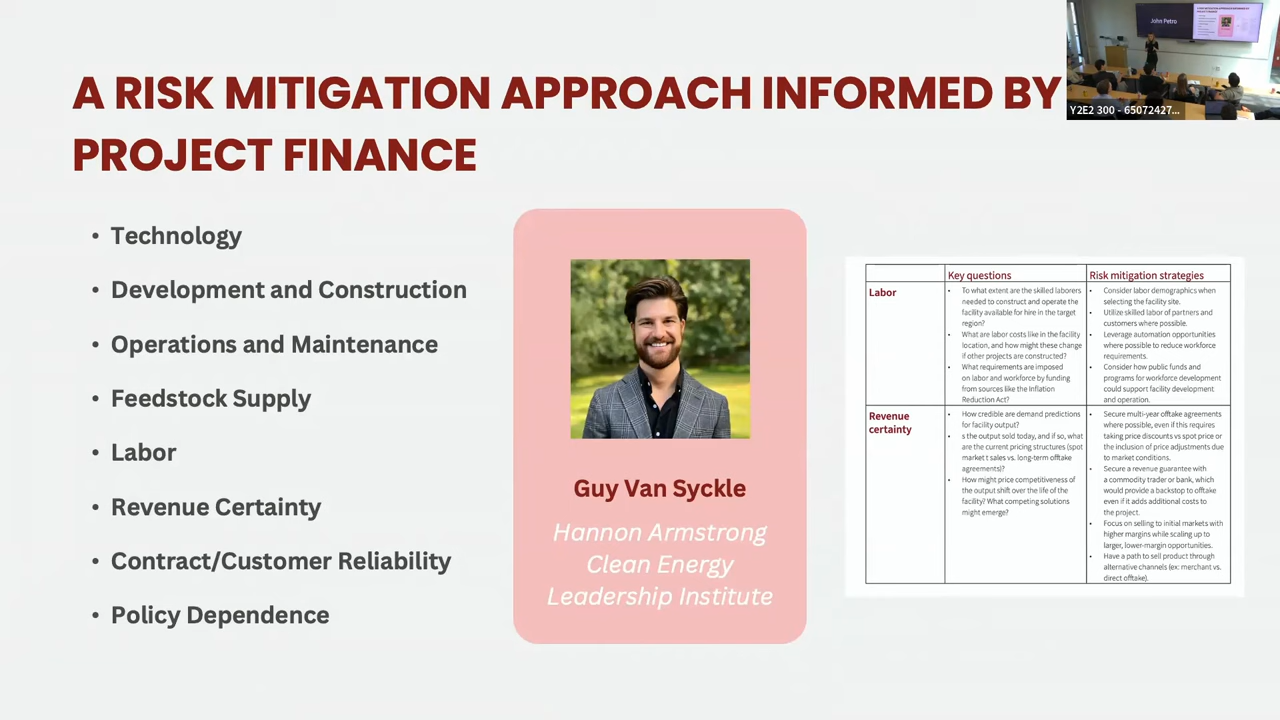 A RISK MITIGATION APPROACH INFORMED BY
PROJECT FINANCE
John Petro
Y2E2 300 - 65072427...
• Technology
• Development and Construction
• Operations and Maintenance
• Feedstock Supply
• Labor
• Revenue Certainty
• Contract/Customer Reliability
• Policy Dependence
Guy Van Syckle
Hannon Armstrong
Clean Energy
Leadership Institute
Key questions
Risk mitigation strategies
Labor
• To what extent are the skilled laborers
needed to construct and operate the
facility available for hire in the target
region?
• What are labor costs like in the facility
location, and how might these change
if other projects are constructed?
• What requirements are imposed
on labor and workforce by funding
from sources like the Inflation
Reduction Act?
• Consider labor demographics when
selecting the facility site.
• Utilize skilled labor of partners and
customers where possible.
• Leverage automation opportunities
where possible to reduce workforce
requirements.
• Consider how public funds and
programs for workforce development
could support facility development
and operation.
Revenue
certainty
• How credible are demand predictions
for facility output?
• s the output sold today, and if so, what
are the current pricing structures (spot
market t sales vs. long-term offtake
agreements)?
• How might price competitiveness of
the output shift over the life of the
facility? What competing solutions
might emerge?
• Secure multi-year offtake agreements
where possible, even if this requires
taking price discounts vs spot price or
the inclusion of price adjustments due
to market conditions.
• Secure a revenue guarantee with
a commodity trader or bank, which
would provide a backstop to offtake
even if it adds additional costs to
the project.
• Focus on selling to initial markets with
higher margins while scaling up to
larger, lower-margin opportunities.
• Have a path to sell product through
alternative channels (ex: merchant vs.
direct offtake).